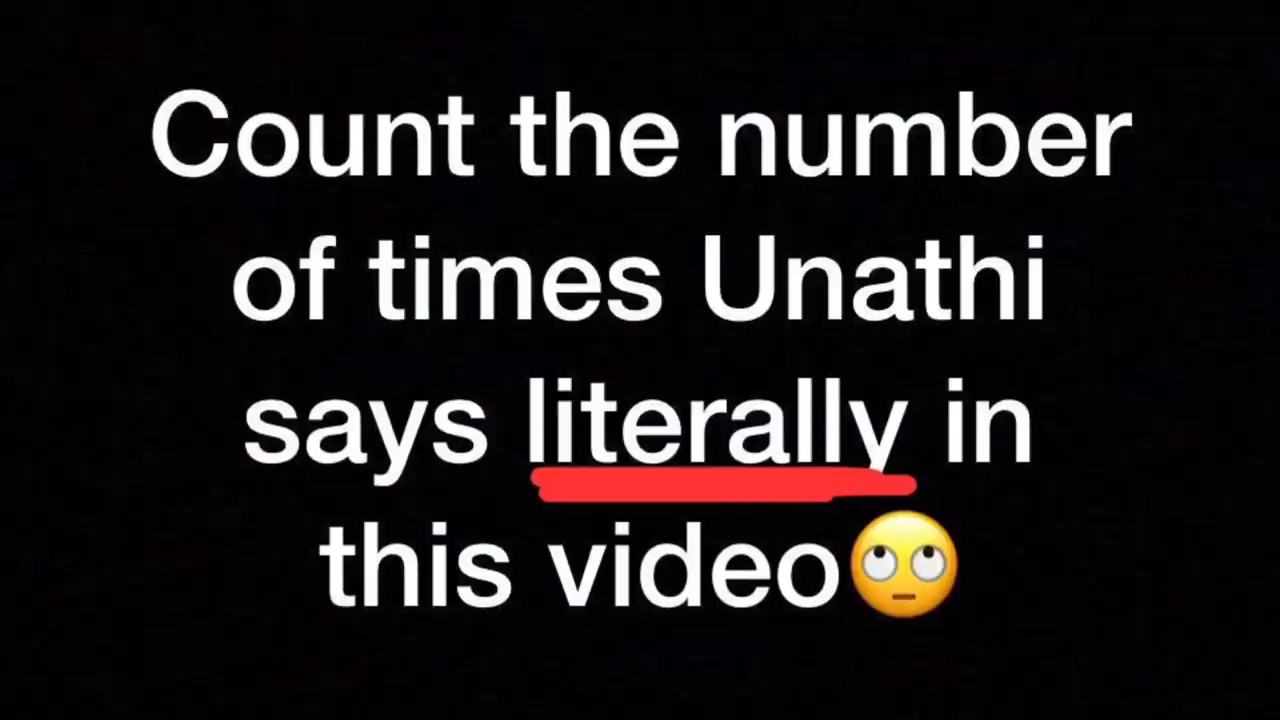 Count the number
of times Unathi
says literally in
this video🙄